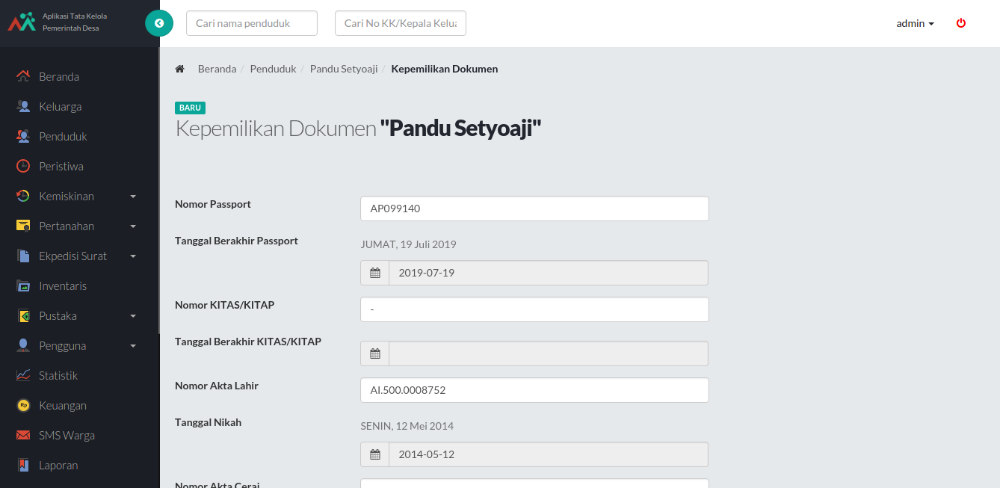 Aplikasi Tata Kelola
Pemerintah Desa
Cari nama penduduk
Cari No KK/Kepala Kelua
admin
Beranda
Keluarga
Penduduk
Peristiwa
Kemiskinan
Pertanahan
Ekpedisi Surat
Inventaris
Pustaka
Pengguna
Statistik
Rp
Keuangan
SMS Warga
Laporan
Beranda / Penduduk / Pandu Setyoaji / Kepemilikan Dokumen
BARU
Kepemilikan Dokumen "Pandu Setyoaji"
Nomor Passport
AP099140
Tanggal Berakhir Passport
JUMAT, 19 Juli 2019
2019-07-19
Nomor KITAS/KITAP
-
Tanggal Berakhir KITAS/KITAP
Nomor Akta Lahir
AI.500.0008752
Tanggal Nikah
SENIN, 12 Mei 2014
2014-05-12
Nomor Akta Cerai